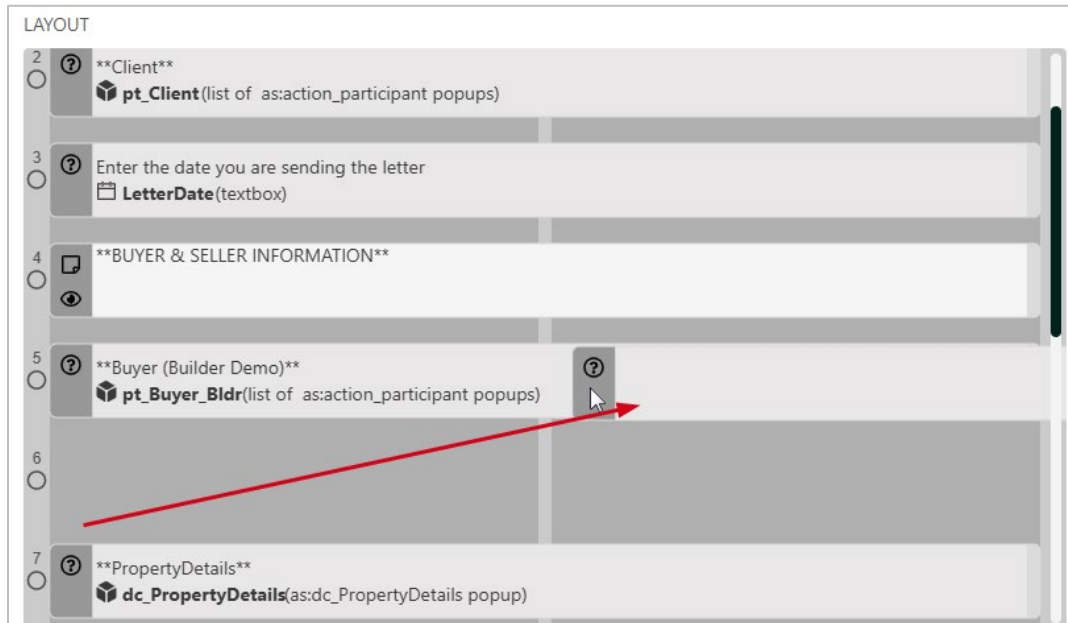 LAYOUT
2
**Client**
pt_Client(list of as:action_participant popups)
3
Enter the date you are sending the letter
LetterDate(textbox)
4
**BUYER & SELLER INFORMATION**
5
**Buyer (Builder Demo)**
pt_Buyer_Bldr(list of as:action_participant popups)
6
7
**PropertyDetails**
dc_PropertyDetails(as:dc_PropertyDetails popup)